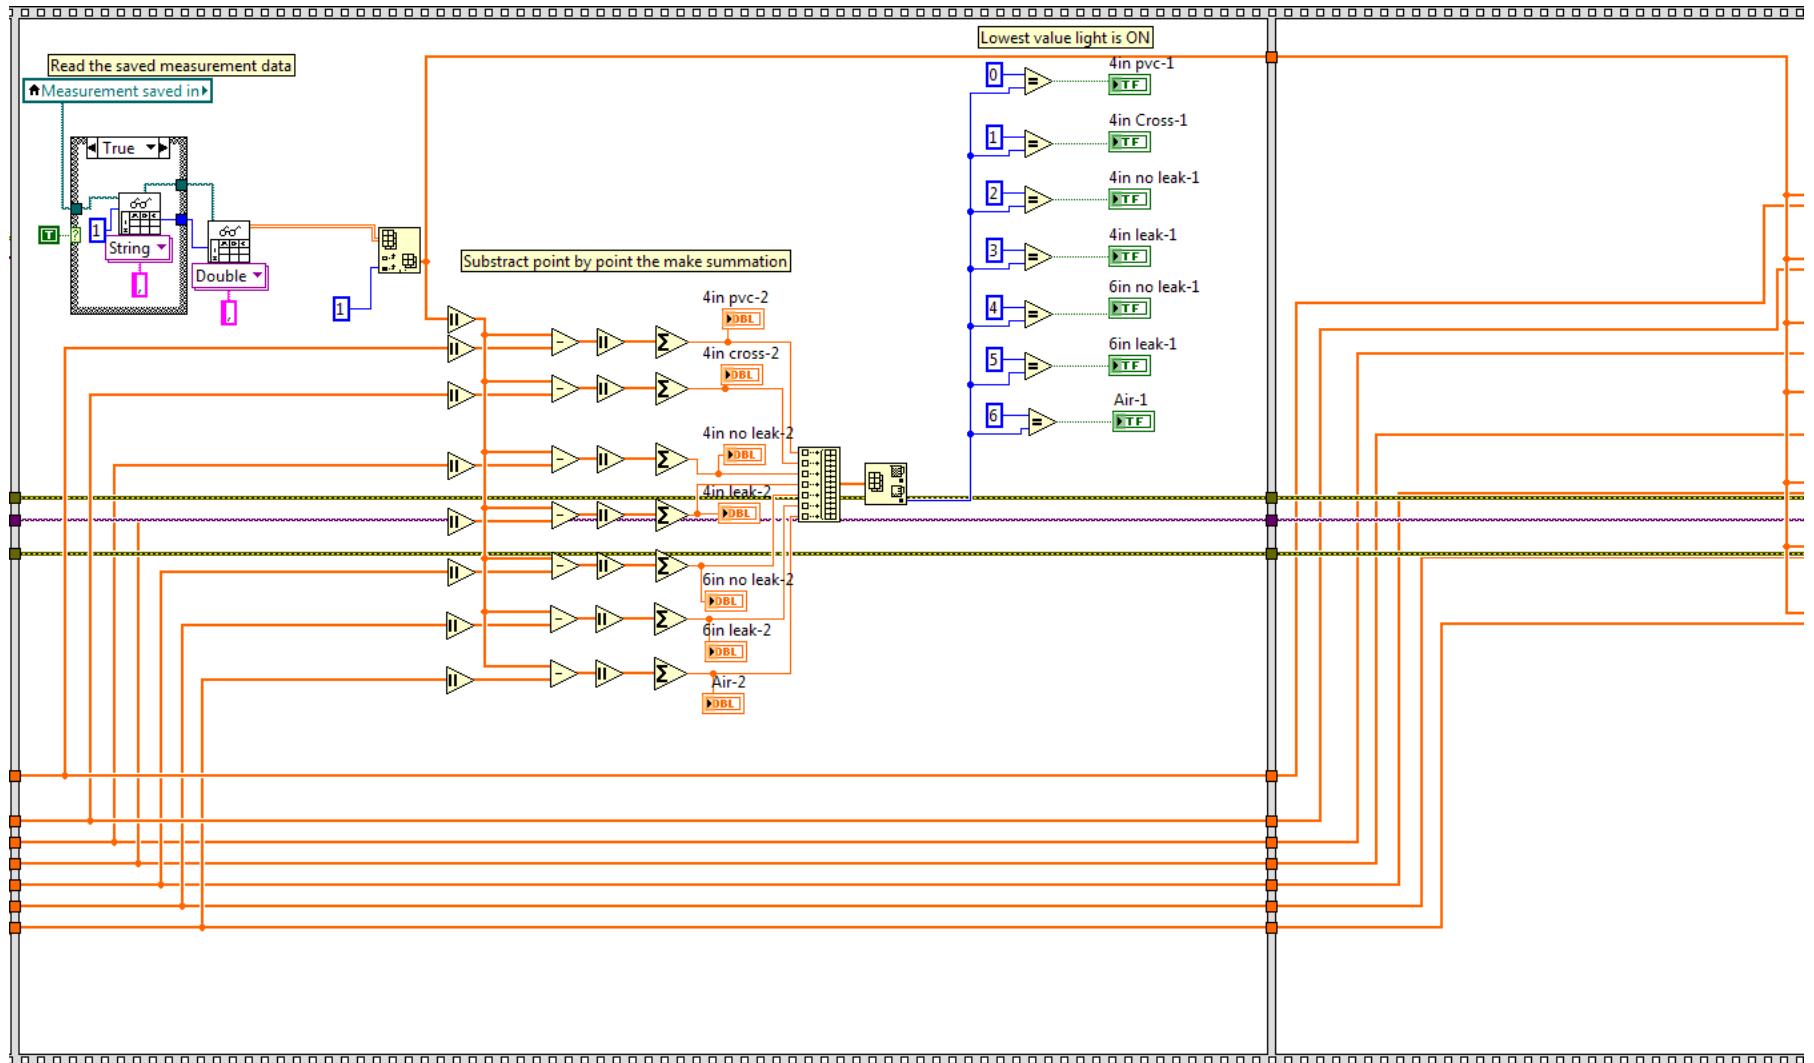 Lowest value light is ON
Read the saved measurement data
Measurement saved in
True
1
String
,
T
?
Double
,
1
0
=
4in pvc-1
TF
1
=
4in Cross-1
TF
2
=
4in no leak-1
TF
3
=
4in leak-1
TF
4
=
6in no leak-1
TF
5
=
6in leak-1
TF
6
=
Air-1
TF
Substract point by point the make summation
4in pvc-2
DBL
- Σ
4in cross-2
DBL
- Σ
4in no leak-2
DBL
- Σ
4in leak-2
DBL
- Σ
- Σ
6in no leak-2
DBL
- Σ
6in leak-2
DBL
- Σ
Air-2
DBL